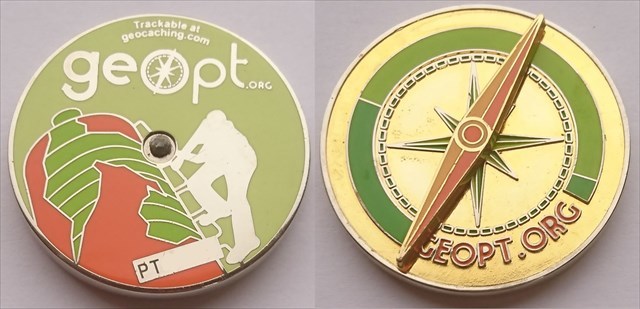 Trackable at
geocaching.com
geopt.ORG
PT
GEOPT.ORG